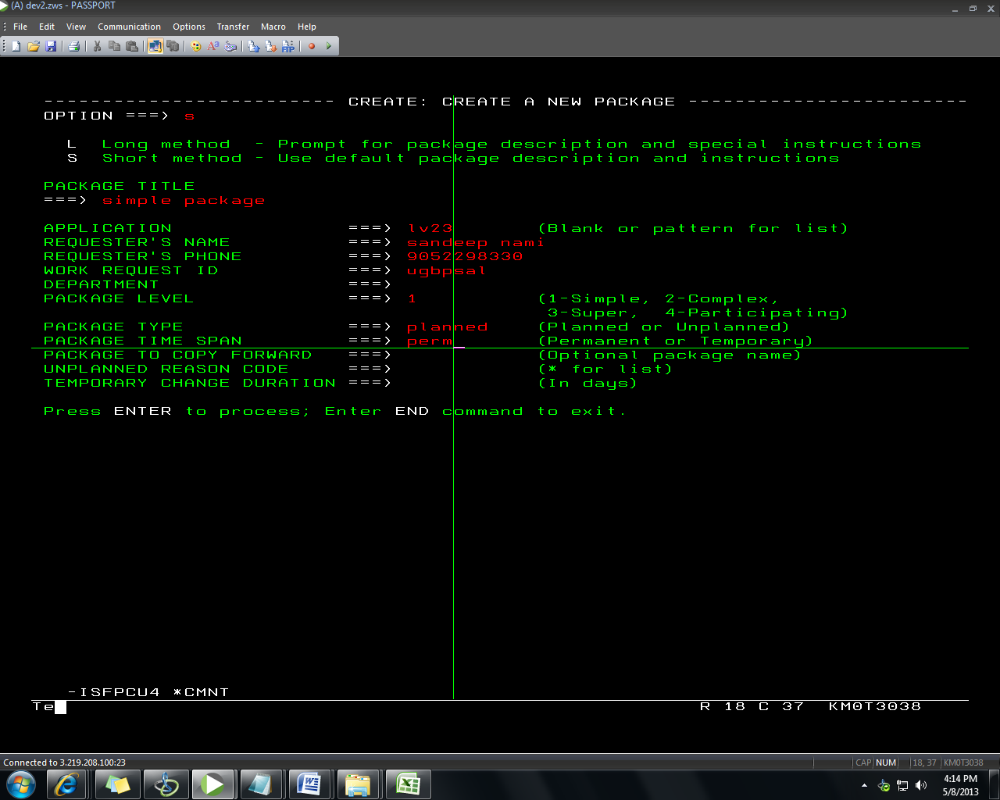 (A) dev2.zws - PASSPORT
File Edit View Communication Options Transfer Macro Help
------------------------- CREATE: CREATE A NEW PACKAGE ------------------------
OPTION ===> s
L Long method - Prompt for package description and special instructions
S Short method - Use default package description and instructions
PACKAGE TITLE
===> simple package
APPLICATION ===> lv23 (Blank or pattern for list)
REQUESTER'S NAME ===> sandeep nami
REQUESTER'S PHONE ===> 9052298330
WORK REQUEST ID ===> ugbpsal
DEPARTMENT ===>
PACKAGE LEVEL ===> 1 (1-Simple, 2-Complex,
3-Super, 4-Participating)
PACKAGE TYPE ===> planned (Planned or Unplanned)
PACKAGE TIME SPAN ===> perm_ (Permanent or Temporary)
PACKAGE TO COPY FORWARD ===> (Optional package name)
UNPLANNED REASON CODE ===> (* for list)
TEMPORARY CHANGE DURATION ===> (In days)
Press ENTER to process; Enter END command to exit.
-ISFPCU4 *CMNT
Te R 18 C 37 KM0T3038
Connected to 3.219.208.100:23 CAP NUM 18, 37 KM0T3038
4:14 PM
5/8/2013